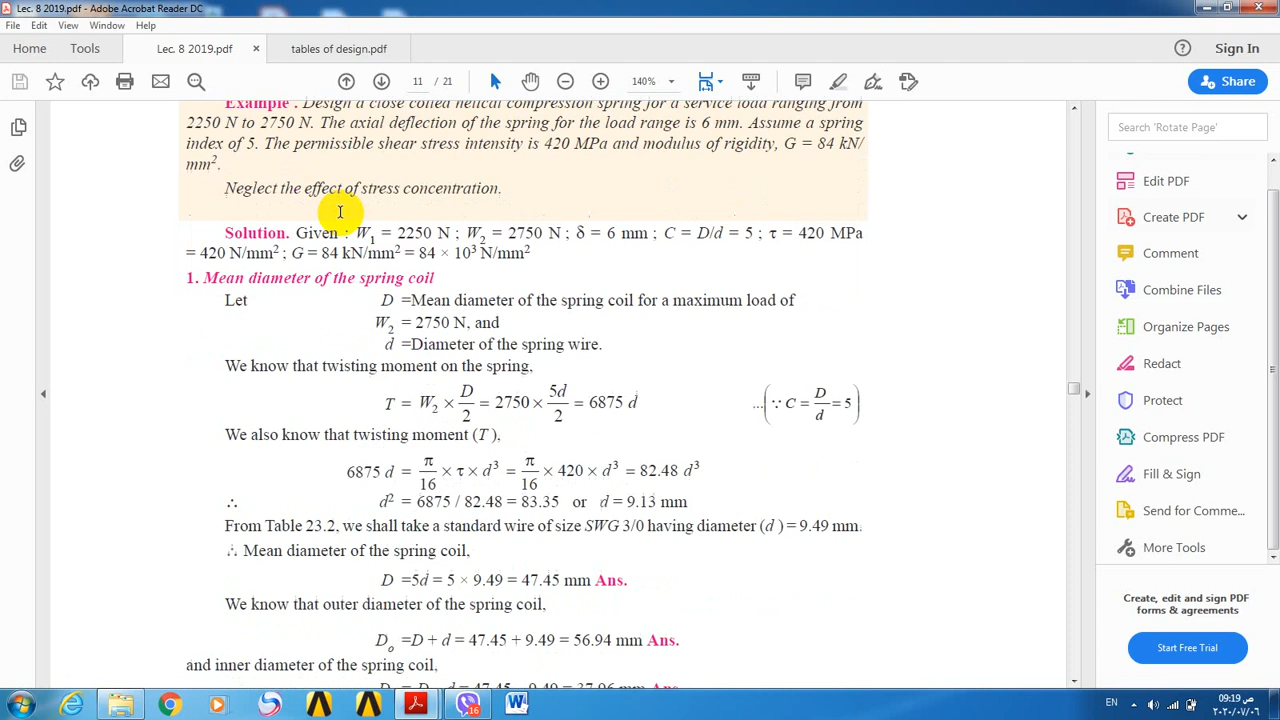 Lec. 8 2019.pdf - Adobe Acrobat Reader DC
File Edit View Window Help
Home Tools Lec. 8 2019.pdf × tables of design.pdf Sign In
11 / 21 140% Share
Example . Design a close coiled helical compression spring for a service load ranging from
2250 N to 2750 N. The axial deflection of the spring for the load range is 6 mm. Assume a spring
index of 5. The permissible shear stress intensity is 420 MPa and modulus of rigidity, G = 84 kN/
mm².
Neglect the effect of stress concentration.
Solution. Given : W₁ = 2250 N ; W₂ = 2750 N ; δ = 6 mm ; C = D/d = 5 ; τ = 420 MPa
= 420 N/mm² ; G = 84 kN/mm² = 84 × 10³ N/mm²
1. Mean diameter of the spring coil
Let D =Mean diameter of the spring coil for a maximum load of
W₂ = 2750 N, and
d =Diameter of the spring wire.
We know that twisting moment on the spring,
T = W₂ × D/2 = 2750 × 5d/2 = 6875 d ...(∵ C = D/d = 5)
We also know that twisting moment (T ),
6875 d = π/16 × τ × d³ = π/16 × 420 × d³ = 82.48 d³
∴ d² = 6875 / 82.48 = 83.35 or d = 9.13 mm
From Table 23.2, we shall take a standard wire of size SWG 3/0 having diameter (d ) = 9.49 mm.
∴ Mean diameter of the spring coil,
D =5d = 5 × 9.49 = 47.45 mm Ans.
We know that outer diameter of the spring coil,
Dₒ =D + d = 47.45 + 9.49 = 56.94 mm Ans.
and inner diameter of the spring coil,
47.45 9.49 37.96 mm Ans.
Search 'Rotate Page'
Edit PDF
Create PDF
Comment
Combine Files
Organize Pages
Redact
Protect
Compress PDF
Fill & Sign
Send for Comme...
More Tools
Create, edit and sign PDF
forms & agreements
Start Free Trial
16
EN
09:19 ص
٢٠٢٠/٠٧/٠٦